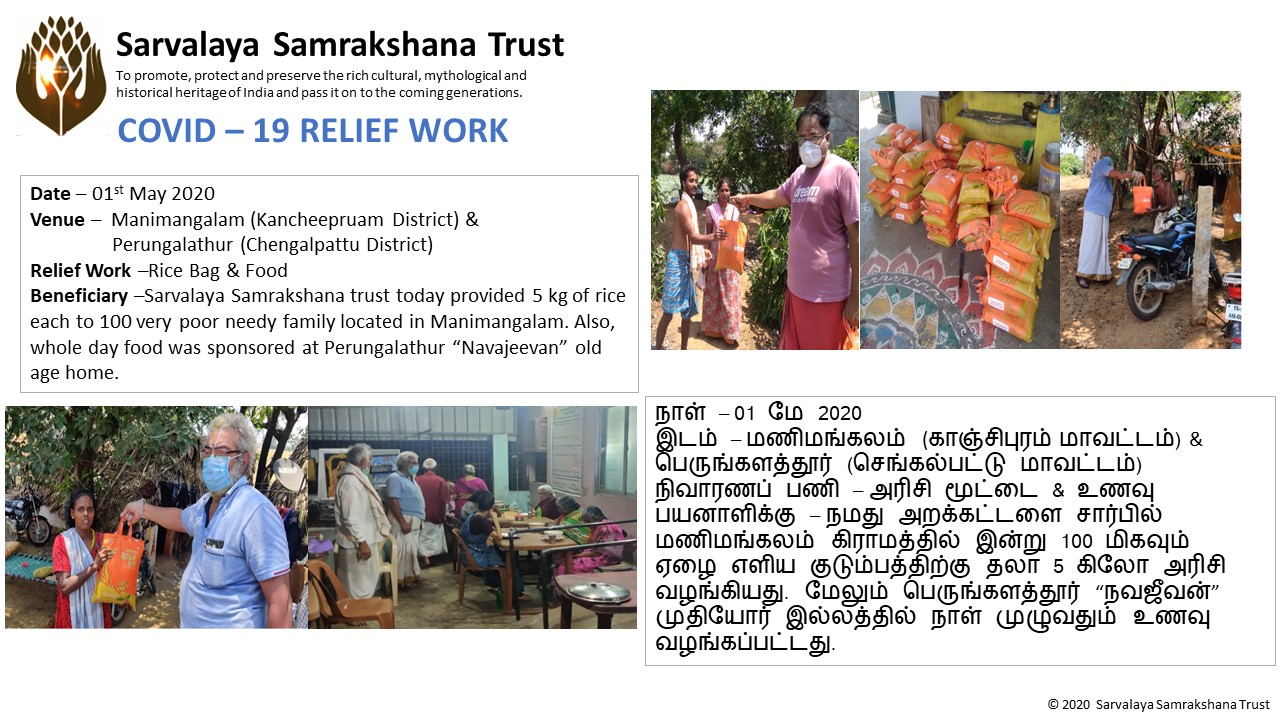 Sarvalaya Samrakshana Trust
To promote, protect and preserve the rich cultural, mythological and
historical heritage of India and pass it on to the coming generations.
COVID – 19 RELIEF WORK
Date – 01st May 2020
Venue – Manimangalam (Kancheepruam District) &
Perungalathur (Chengalpattu District)
Relief Work –Rice Bag & Food
Beneficiary –Sarvalaya Samrakshana trust today provided 5 kg of rice
each to 100 very poor needy family located in Manimangalam. Also,
whole day food was sponsored at Perungalathur “Navajeevan” old
age home.
dream
நாள் – 01 மே 2020
இடம் – மணிமங்கலம் (காஞ்சிபுரம் மாவட்டம்) &
பெருங்களத்தூர் (செங்கல்பட்டு மாவட்டம்)
நிவாரணப் பணி – அரிசி மூட்டை & உணவு
பயனாளிக்கு – நமது அறக்கட்டளை சார்பில்
மணிமங்கலம் கிராமத்தில் இன்று 100 மிகவும்
ஏழை எளிய குடும்பத்திற்கு தலா 5 கிலோ அரிசி
வழங்கியது. மேலும் பெருங்களத்தூர் “நவஜீவன்”
முதியோர் இல்லத்தில் நாள் முழுவதும் உணவு
வழங்கப்பட்டது.
© 2020 Sarvalaya Samrakshana Trust